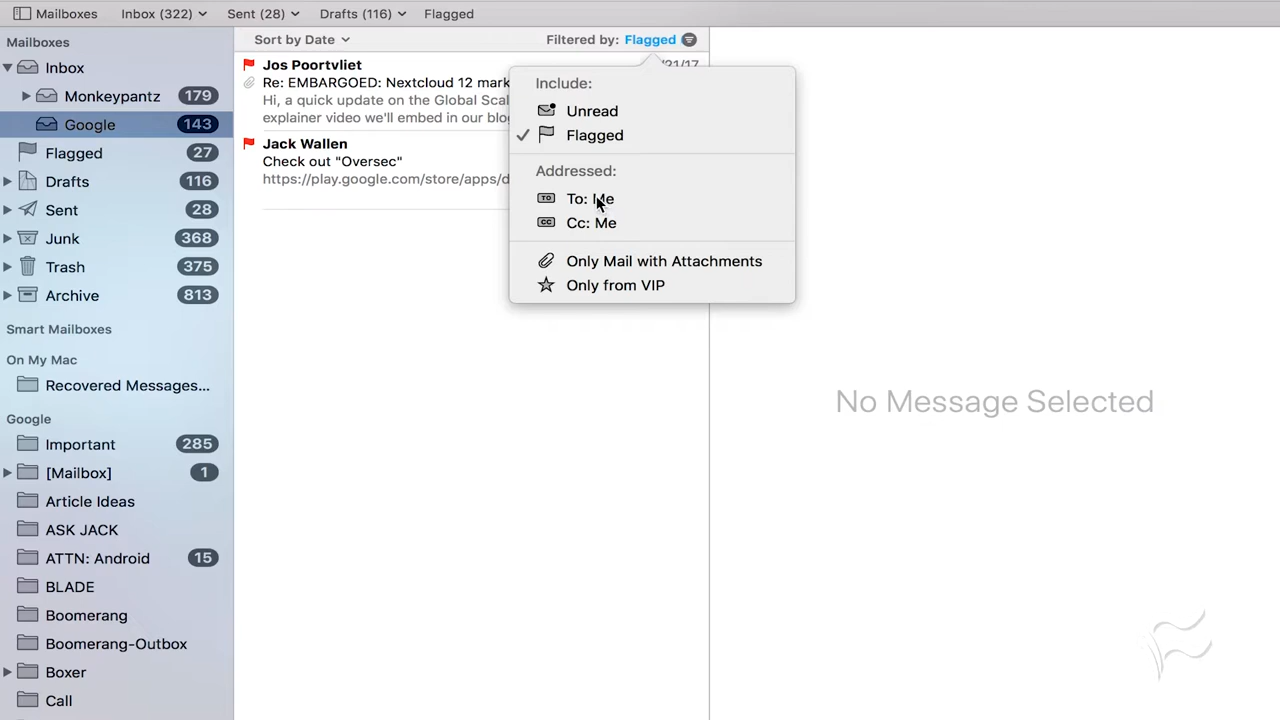 Mailboxes Inbox (322) Sent (28) Drafts (116) Flagged
Mailboxes
Inbox
Monkeypantz 179
Google 143
Flagged 27
Drafts 116
Sent 28
Junk 368
Trash 375
Archive 813
Smart Mailboxes
On My Mac
Recovered Messages...
Google
Important 285
[Mailbox] 1
Article Ideas
ASK JACK
ATTN: Android 15
BLADE
Boomerang
Boomerang-Outbox
Boxer
Call
Sort by Date Filtered by: Flagged
Jos Poortvliet
Re: EMBARGOED: Nextcloud 12 mark
Hi, a quick update on the Global Scal
explainer video we'll embed in our blog
Jack Wallen
Check out "Oversec"
https://play.google.com/store/apps/d
Include:
Unread
Flagged
Addressed:
TO To: Me
CC Cc: Me
Only Mail with Attachments
Only from VIP
No Message Selected